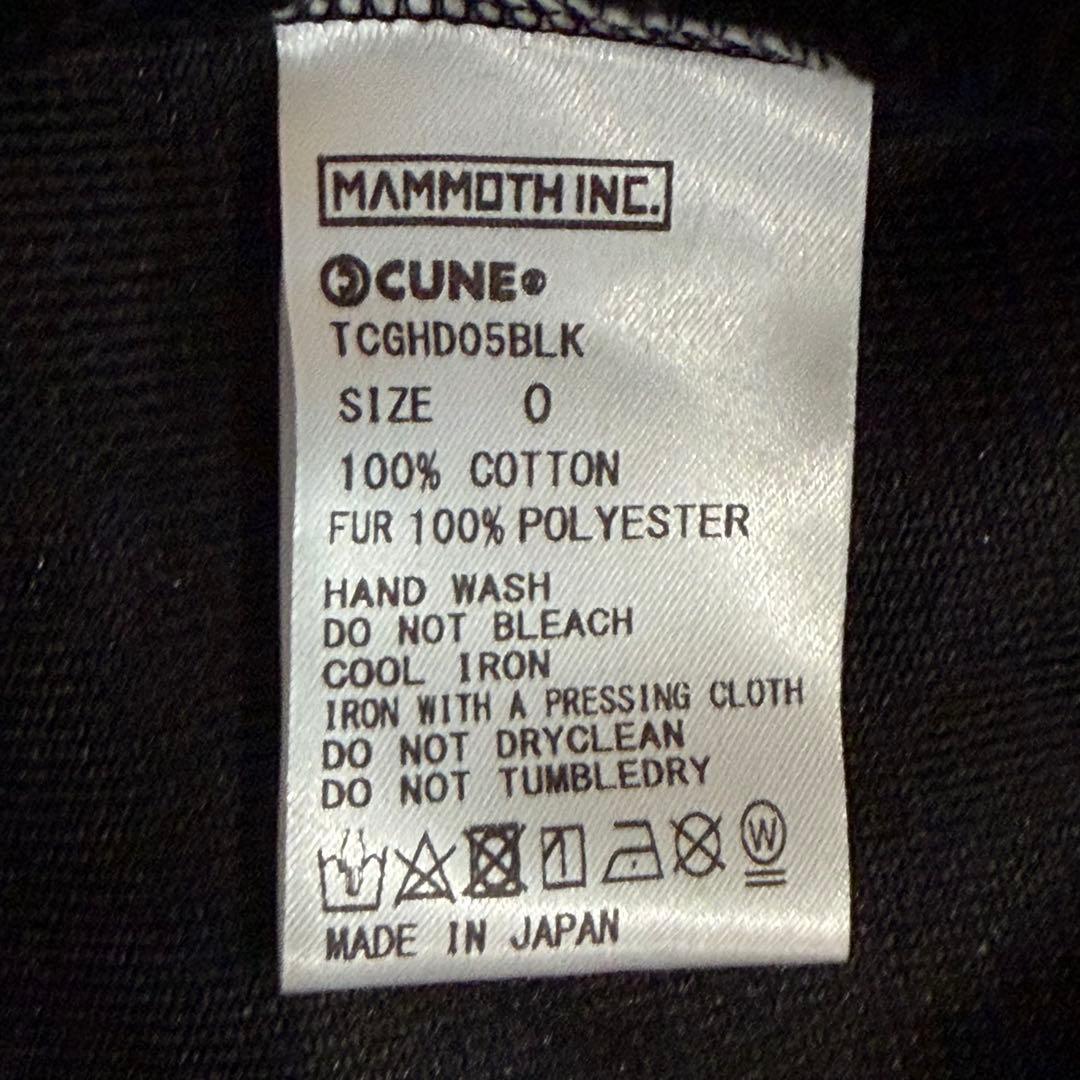 MAMMOTH INC.
CUNE®
TCGHD05BLK
SIZE 0
100% COTTON
FUR 100% POLYESTER
HAND WASH
DO NOT BLEACH
COOL IRON
IRON WITH A PRESSING CLOTH
DO NOT DRYCLEAN
DO NOT TUMBLEDRY
W
MADE IN JAPAN